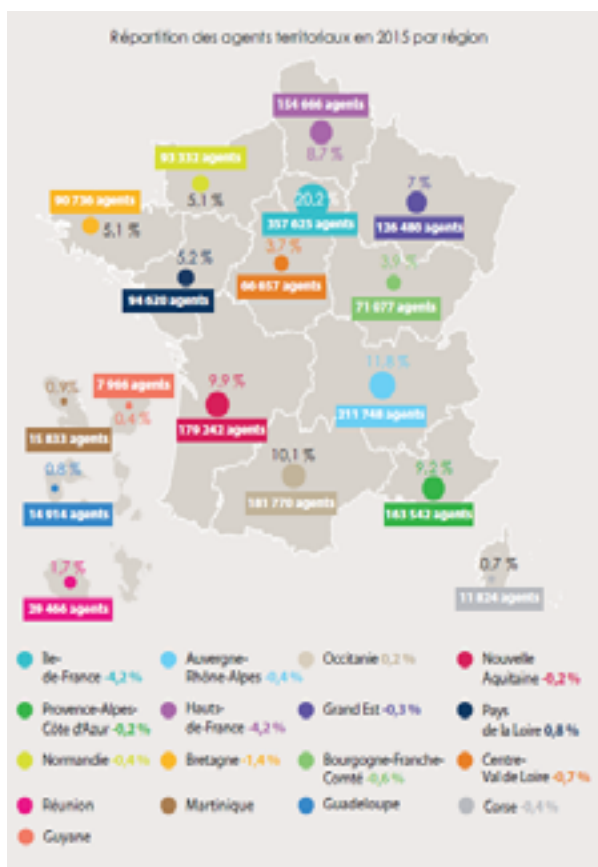 Répartition des agents territoriaux en 2015 par région
154 666 agents
8,7 %
93 332 agents
5,1 %
20,2 %
357 625 agents
7 %
136 486 agents
90 736 agents
5,1 %
5,2 %
94 620 agents
3,7 %
66 657 agents
3,9 %
71 077 agents
11,8 %
211 748 agents
9,9 %
179 242 agents
0,9%
15 833 agents
7 966 agents
0,4 %
0,8 %
14 914 agents
10,1 %
181 770 agents
9,2 %
163 542 agents
1,7 %
29 466 agents
0,7 %
11 824 agents
Île-
de-France -4,2 %
Auvergne-
Rhône-Alpes -0,4 %
Occitanie 0,2 %
Nouvelle
Aquitaine -0,2 %
Provence-Alpes-
Côte d'Azur -0,2 %
Hauts-
de-France -4,2 %
Grand Est -0,3 %
Pays
de la Loire 0,8 %
Normandie -0,4 %
Bretagne -1,4 %
Bourgogne-Franche-
Comté -0,6 %
Centre-
Val de Loire -0,7 %
Réunion
Martinique
Guadeloupe
Corse -0,4 %
Guyane